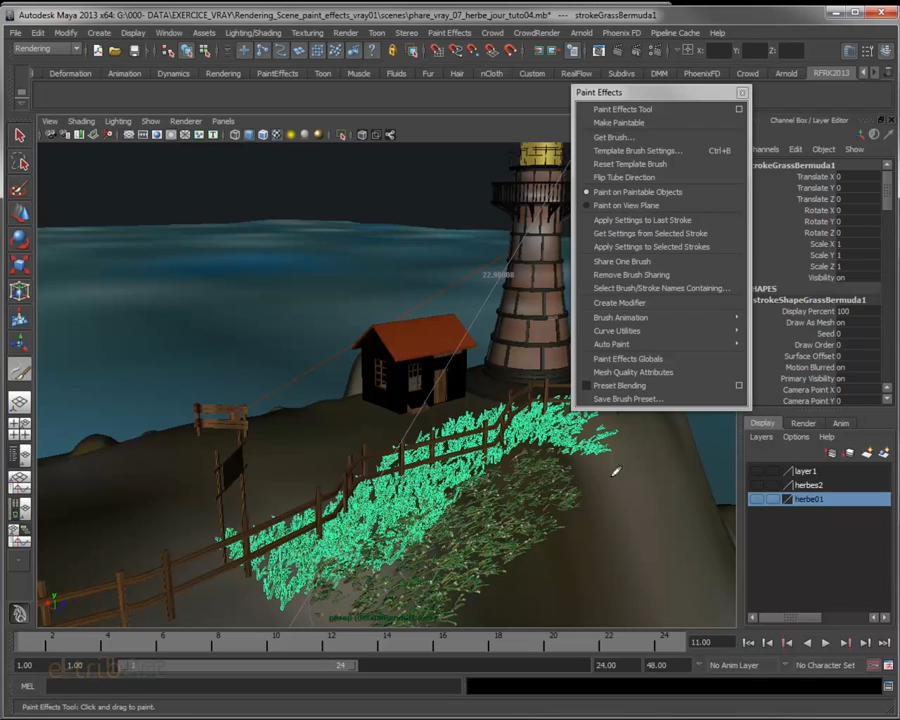 Autodesk Maya 2013 x64: G:\000- DATA\EXERCICE_VRAY\Rendering_Scene_paint_effects_vray01\scenes\phare_vray_07_herbe_jour_tuto04.mb* --- strokeGrassBermuda1
File Edit Modify Create Display Window Assets Lighting/Shading Texturing Render Toon Paint Effects Crowd CrowdRender Arnold Phoenix FD Pipeline Cache Help
Rendering X: Y: Z:
Deformation Animation Dynamics Rendering PaintEffects Toon Muscle Fluids Fur Hair nCloth Custom RealFlow Subdivs DMM PhoenixFD Crowd Arnold RFRK2013
View Shading Lighting Show Renderer Panels
Paint Effects
Paint Effects Tool
Make Paintable
Get Brush...
Template Brush Settings... Ctrl+B
Reset Template Brush
Flip Tube Direction
Paint on Paintable Objects
Paint on View Plane
Apply Settings to Last Stroke
Get Settings from Selected Stroke
Apply Settings to Selected Strokes
Share One Brush
Remove Brush Sharing
Select Brush/Stroke Names Containing...
Create Modifier
Brush Animation
Curve Utilities
Auto Paint
Paint Effects Globals
Mesh Quality Attributes
Preset Blending
Save Brush Preset...
Channel Box / Layer Editor
hannels Edit Object Show
trokeGrassBermuda1
Translate X 0
Translate Y 0
Translate Z 0
Rotate X 0
Rotate Y 0
Rotate Z 0
Scale X 1
Scale Y 1
Scale Z 1
Visibility on
HAPES
trokeShapeGrassBermuda1
Display Percent 100
Draw As Mesh on
Seed 0
Draw Order 0
Surface Offset 0
Motion Blurred on
Primary Visibility on
Camera Point X 0
Camera Point Y 0
Display Render Anim
Layers Options Help
layer1
herbes2
herbe01
y
2 4 6 8 10 12 14 16 18 20 22 24 11.00
1.00 1.00 1 24 24.00 48.00 No Anim Layer No Character Set
e-trib
MEL
Paint Effects Tool: Click and drag to paint.